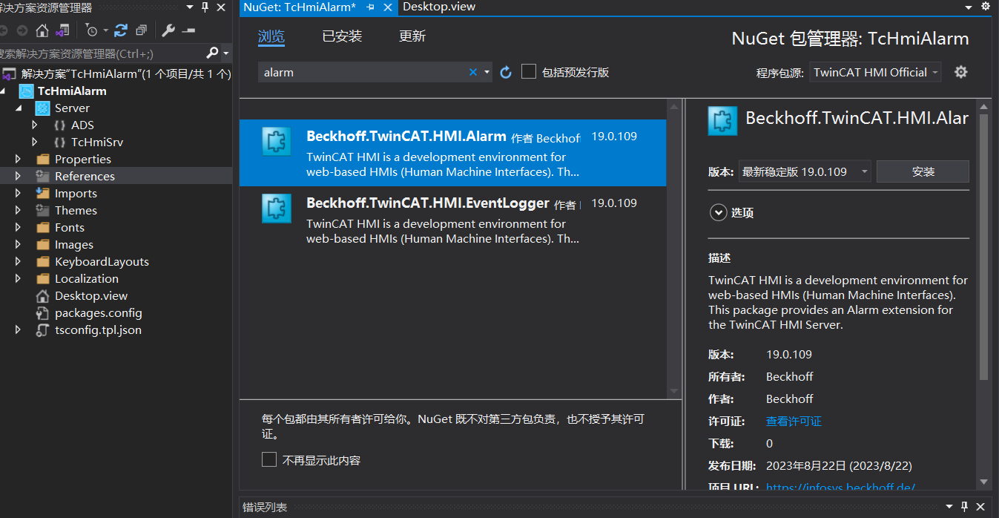 解决方案资源管理器
搜索解决方案资源管理器(Ctrl+;)
解决方案“TcHmiAlarm”(1 个项目/共 1 个)
TcHmiAlarm
Server
ADS
TcHmiSrv
Properties
References
Imports
Themes
Fonts
Images
KeyboardLayouts
Localization
Desktop.view
packages.config
tsconfig.tpl.json
NuGet: TcHmiAlarm*
Desktop.view
浏览
已安装
更新
NuGet 包管理器: TcHmiAlarm
alarm
包括预发行版
程序包源: TwinCAT HMI Official
Beckhoff.TwinCAT.HMI.Alarm 作者 Beckhof 19.0.109
TwinCAT HMI is a development environment for
web-based HMIs (Human Machine Interfaces). Th...
Beckhoff.TwinCAT.HMI.EventLogger 作者 19.0.109
TwinCAT HMI is a development environment for
web-based HMIs (Human Machine Interfaces). Th...
每个包都由其所有者许可给你。NuGet 既不对第三方包负责，也不授予其许可
证。
不再显示此内容
Beckhoff.TwinCAT.HMI.Alar
版本: 最新稳定版 19.0.109
安装
选项
描述
TwinCAT HMI is a development environment for
web-based HMIs (Human Machine Interfaces).
This package provides an Alarm extension for
the TwinCAT HMI Server.
版本: 19.0.109
所有者: Beckhoff
作者: Beckhoff
许可证: 查看许可证
下载: 0
发布日期: 2023年8月22日 (2023/8/22)
项目 URL: https://infosys.beckhoff.de/
错误列表